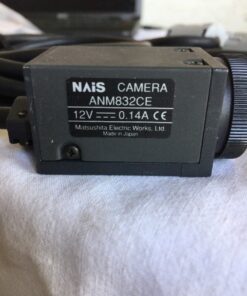 NAiS CAMERA
ANM832CE
12V ⎓ 0.14A CE
Matsushita Electric Works, Ltd.
Made in Japan